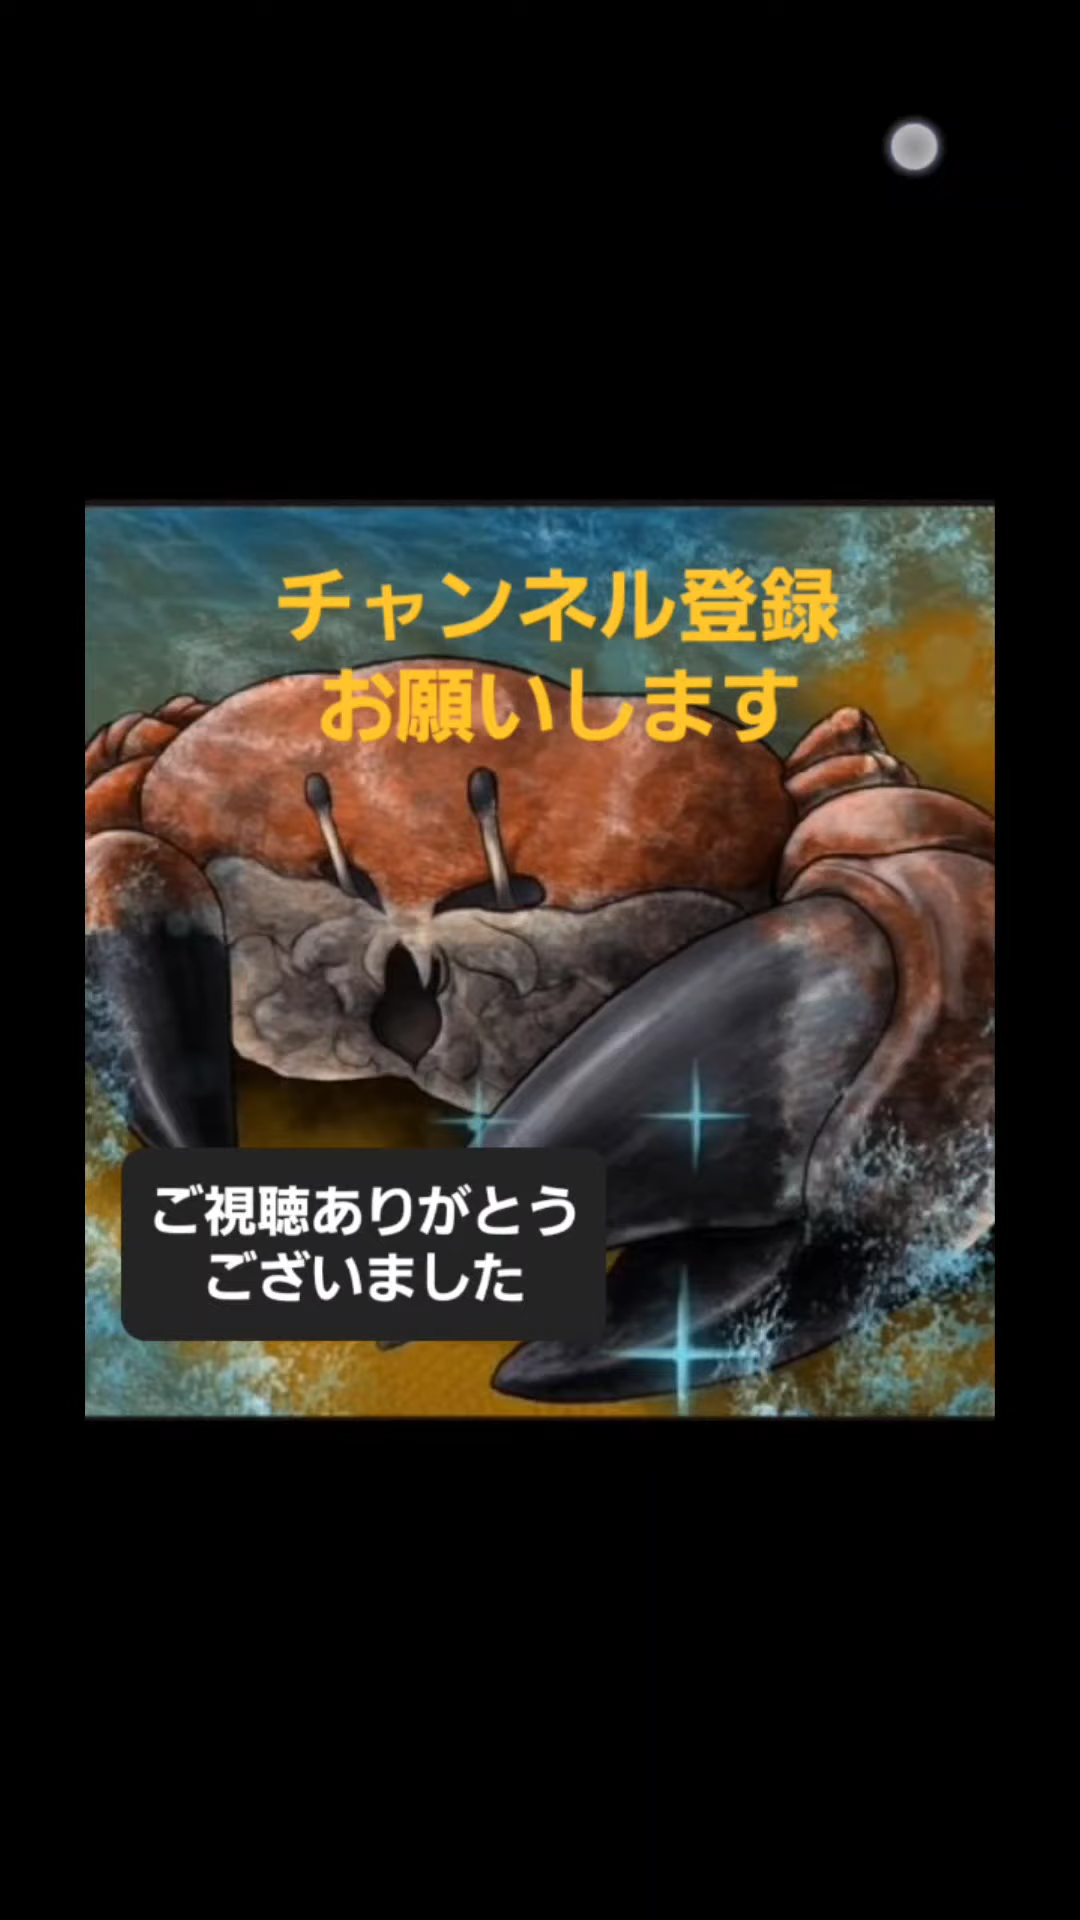 チャンネル登録
お願いします
ご視聴ありがとう
ございました